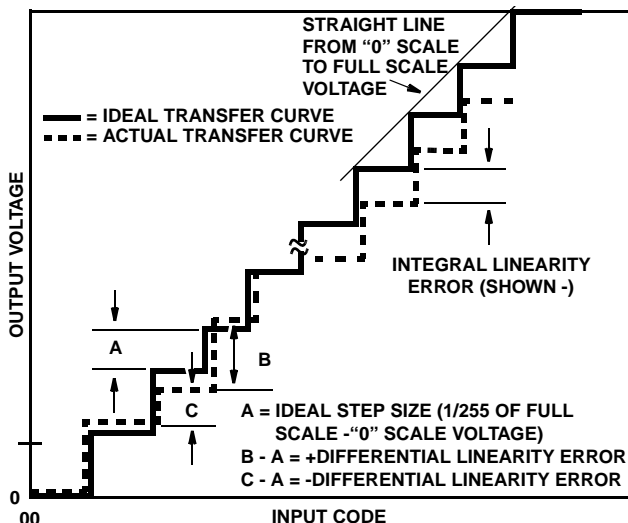 STRAIGHT LINE
FROM "0" SCALE
TO FULL SCALE
VOLTAGE
= IDEAL TRANSFER CURVE
= ACTUAL TRANSFER CURVE
OUTPUT VOLTAGE
INTEGRAL LINEARITY
ERROR (SHOWN -)
A
B
C
A = IDEAL STEP SIZE (1/255 OF FULL
SCALE -"0" SCALE VOLTAGE)
B - A = +DIFFERENTIAL LINEARITY ERROR
C - A = -DIFFERENTIAL LINEARITY ERROR
0
00
INPUT CODE